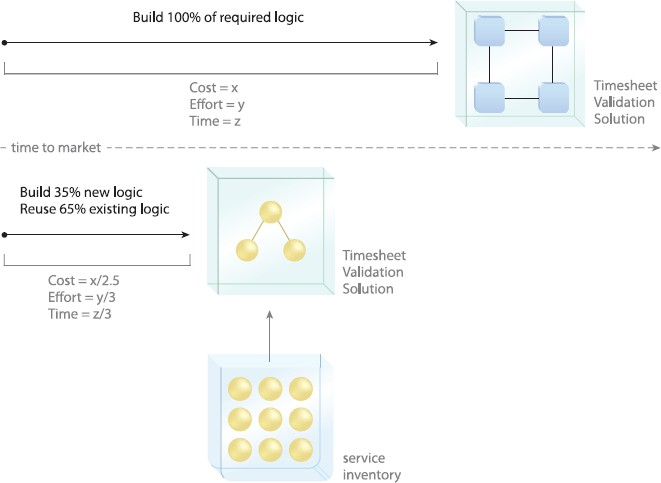 Build 100% of required logic
Cost = x
Effort = y
Time = z
Timesheet
Validation
Solution
time to market
Build 35% new logic
Reuse 65% existing logic
Cost = x/2.5
Effort = y/3
Time = z/3
Timesheet
Validation
Solution
service
inventory